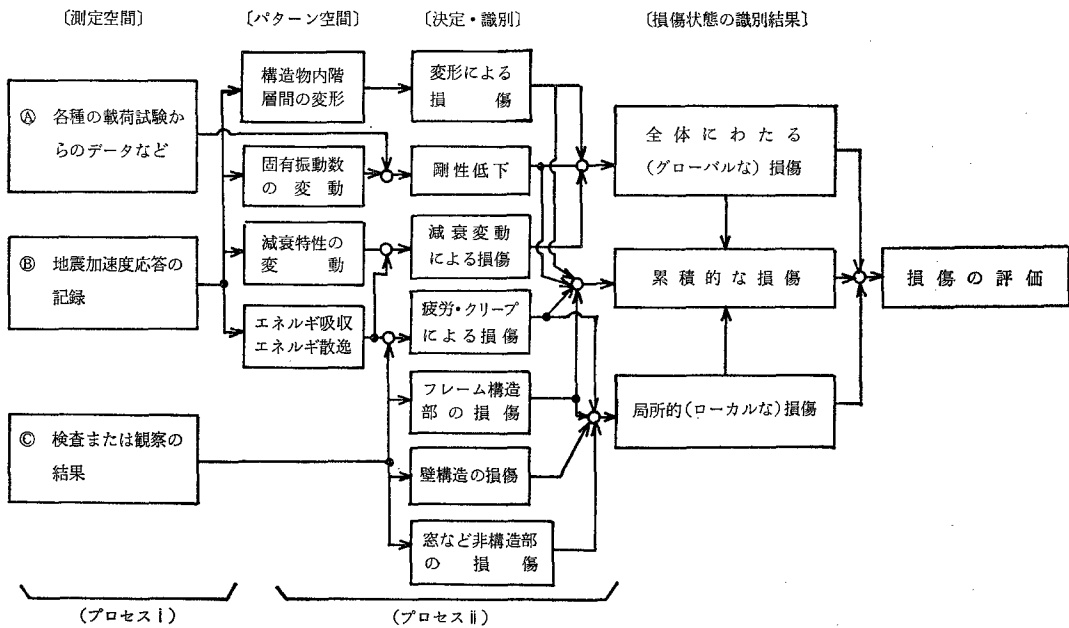 〔測定空間〕
〔パターン空間〕
〔決定・識別〕
〔損傷状態の識別結果〕
Ⓐ 各種の載荷試験か
らのデータなど
Ⓑ 地震加速度応答の
記録
Ⓒ 検査または観察の
結果
構造物内階
層間の変形
固有振動数
の変動
減衰特性の
変動
エネルギ吸収
エネルギ散逸
変形による
損傷
剛性低下
減衰変動
による損傷
疲労・クリープ
による損傷
フレーム構造
部の損傷
壁構造の損傷
窓など非構造部
の損傷
全体にわたる
(グローバルな)損傷
累積的な損傷
局所的(ローカルな)損傷
損傷の評価
(プロセスⅰ)
(プロセスⅱ)